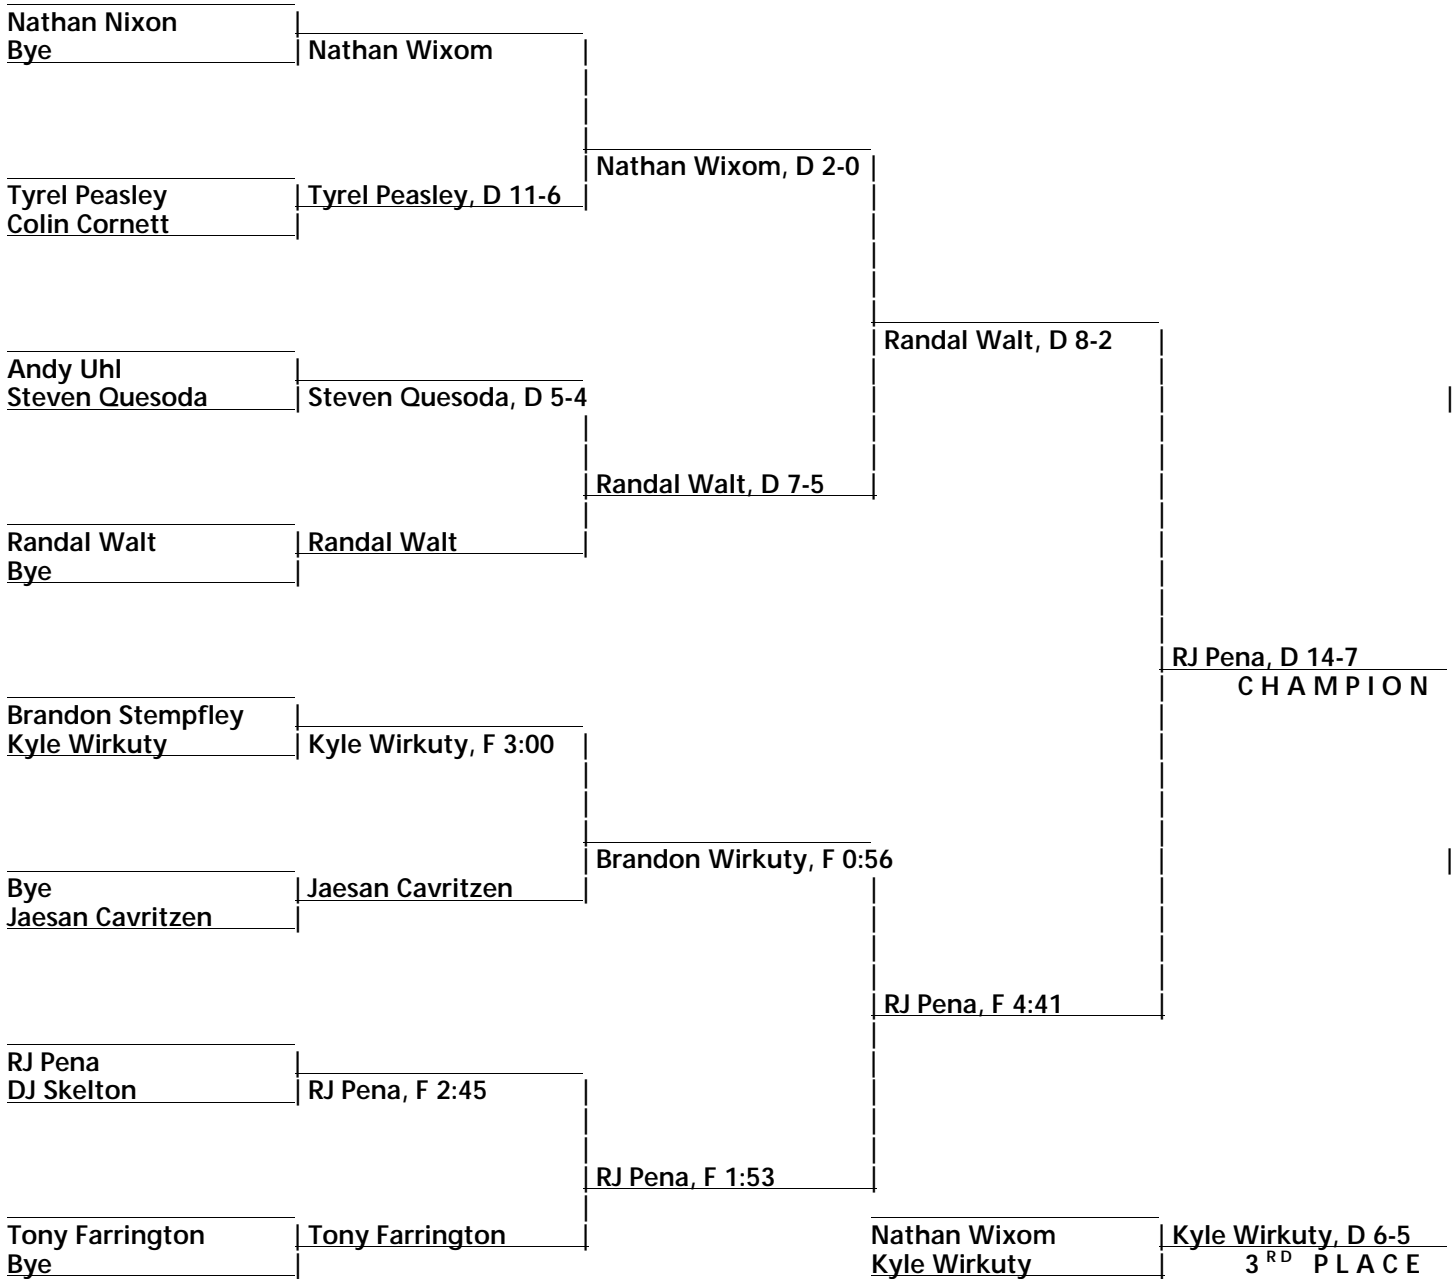 Nathan Nixon
Bye
Nathan Wixom
Nathan Wixom, D 2-0
Tyrel Peasley
Tyrel Peasley, D 11-6
Colin Cornett
Randal Walt, D 8-2
Andy Uhl
Steven Quesoda
Steven Quesoda, D 5-4
Randal Walt, D 7-5
Randal Walt
Randal Walt
Bye
RJ Pena, D 14-7
CHAMPION
Brandon Stempfley
Kyle Wirkuty
Kyle Wirkuty, F 3:00
Brandon Wirkuty, F 0:56
Bye
Jaesan Cavritzen
Jaesan Cavritzen
RJ Pena, F 4:41
RJ Pena
DJ Skelton
RJ Pena, F 2:45
RJ Pena, F 1:53
Tony Farrington
Tony Farrington
Bye
Nathan Wixom
Kyle Wirkuty
Kyle Wirkuty, D 6-5
3RD PLACE